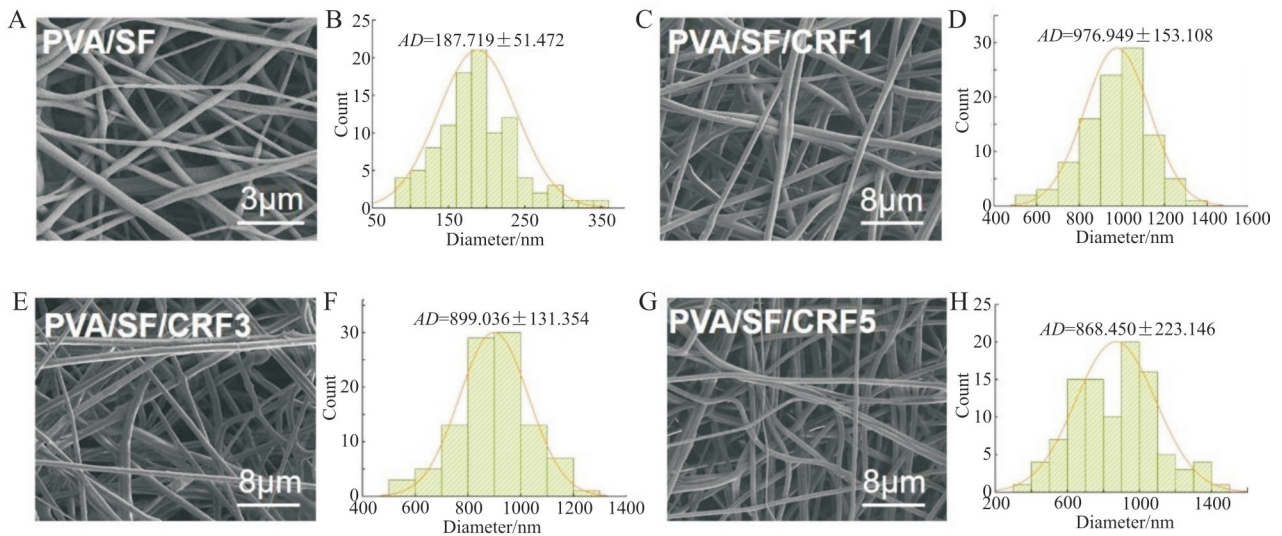 A
PVA/SF
3μm
B
AD=187.719±51.472
Count
25
20
15
10
5
0
50
150
250
350
Diameter/nm
C
PVA/SF/CRF1
8μm
D
AD=976.949±153.108
Count
30
20
10
0
400
600
800
1000
1200
1400
1600
Diameter/nm
E
PVA/SF/CRF3
8μm
F
AD=899.036±131.354
Count
30
20
10
0
400
600
800
1000
1200
1400
Diameter/nm
G
PVA/SF/CRF5
8μm
H
AD=868.450±223.146
Count
25
20
15
10
5
0
200
600
1000
1400
Diameter/nm